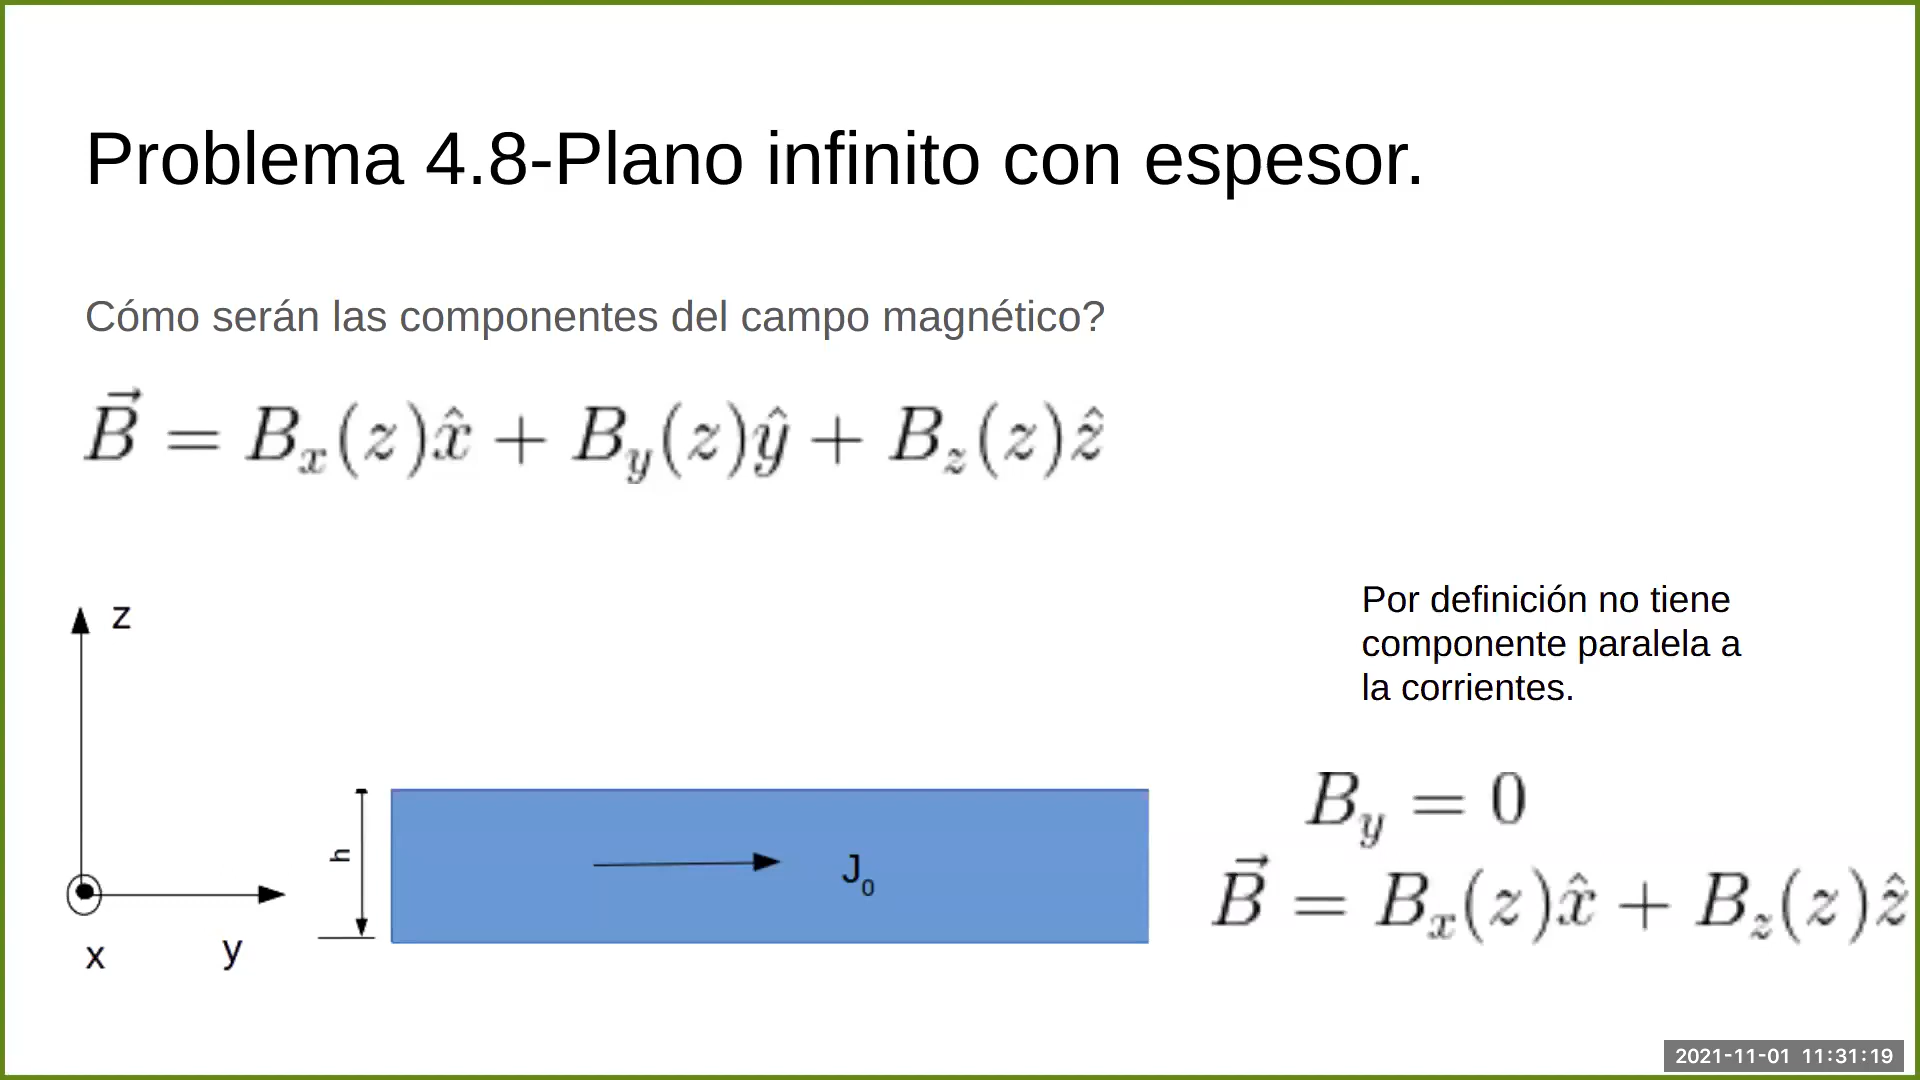 Problema 4.8-Plano infinito con espesor.
Cómo serán las componentes del campo magnético?
$\vec{B} = B_x(z)\hat{x} + B_y(z)\hat{y} + B_z(z)\hat{z}$
z
Por definición no tiene
componente paralela a
la corrientes.
h
J₀
$B_y = 0$
$\vec{B} = B_x(z)\hat{x} + B_z(z)\hat{z}$
x
y
2021-11-01 11:31:19